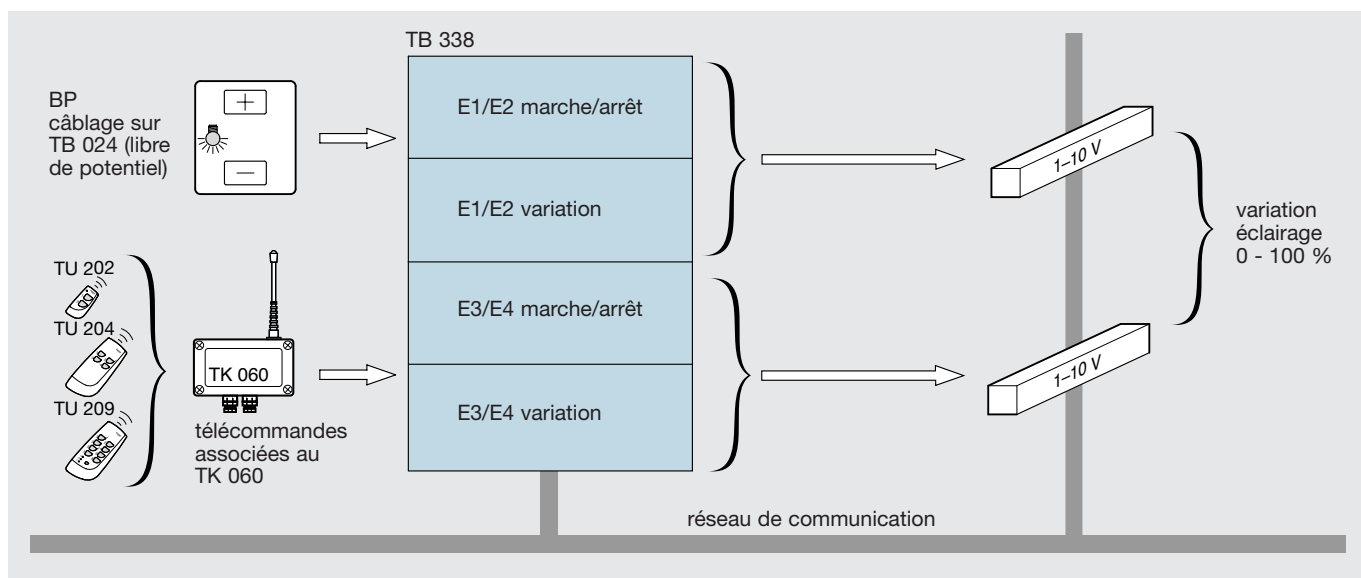 TB 338
BP
câblage sur
TB 024 (libre
de potentiel)
E1/E2 marche/arrêt
E1/E2 variation
1–10 V
TU 202
TU 204
TU 209
TK 060
télécommandes
associées au
TK 060
E3/E4 marche/arrêt
E3/E4 variation
1–10 V
variation
éclairage
0 - 100 %
réseau de communication